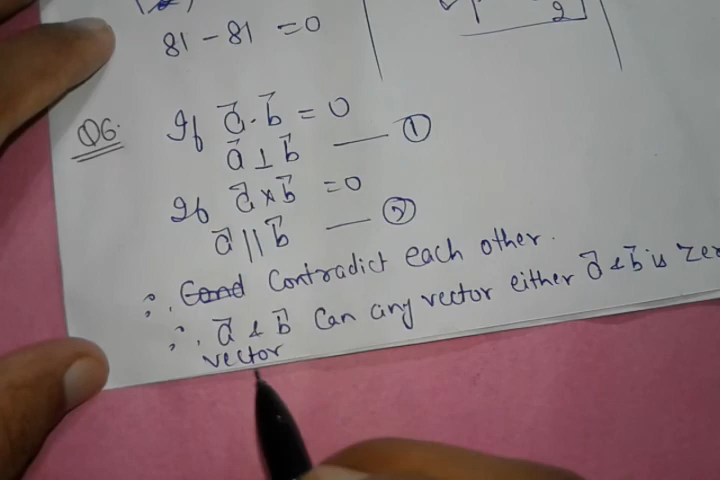 81 - 81 = 0
2
Q6. If a⃗ · b⃗ = 0
a⃗ ⊥ b⃗ — ①
If a⃗ × b⃗ = 0
a⃗ || b⃗ — ②
∴ Contradict each other.
∴ a⃗ & b⃗ Can any vector either a⃗ & b⃗ is Zer
vector